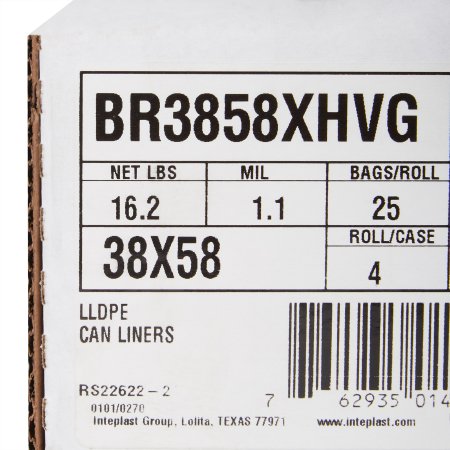 BR3858XHVG
NET LBS MIL BAGS/ROLL
16.2 1.1 25
38X58
ROLL/CASE
4
LLDPE
CAN LINERS
RS22622-2
0101/0270
Inteplast Group, Lolita, TEXAS 77971
7 62935 014
www.inteplast.com